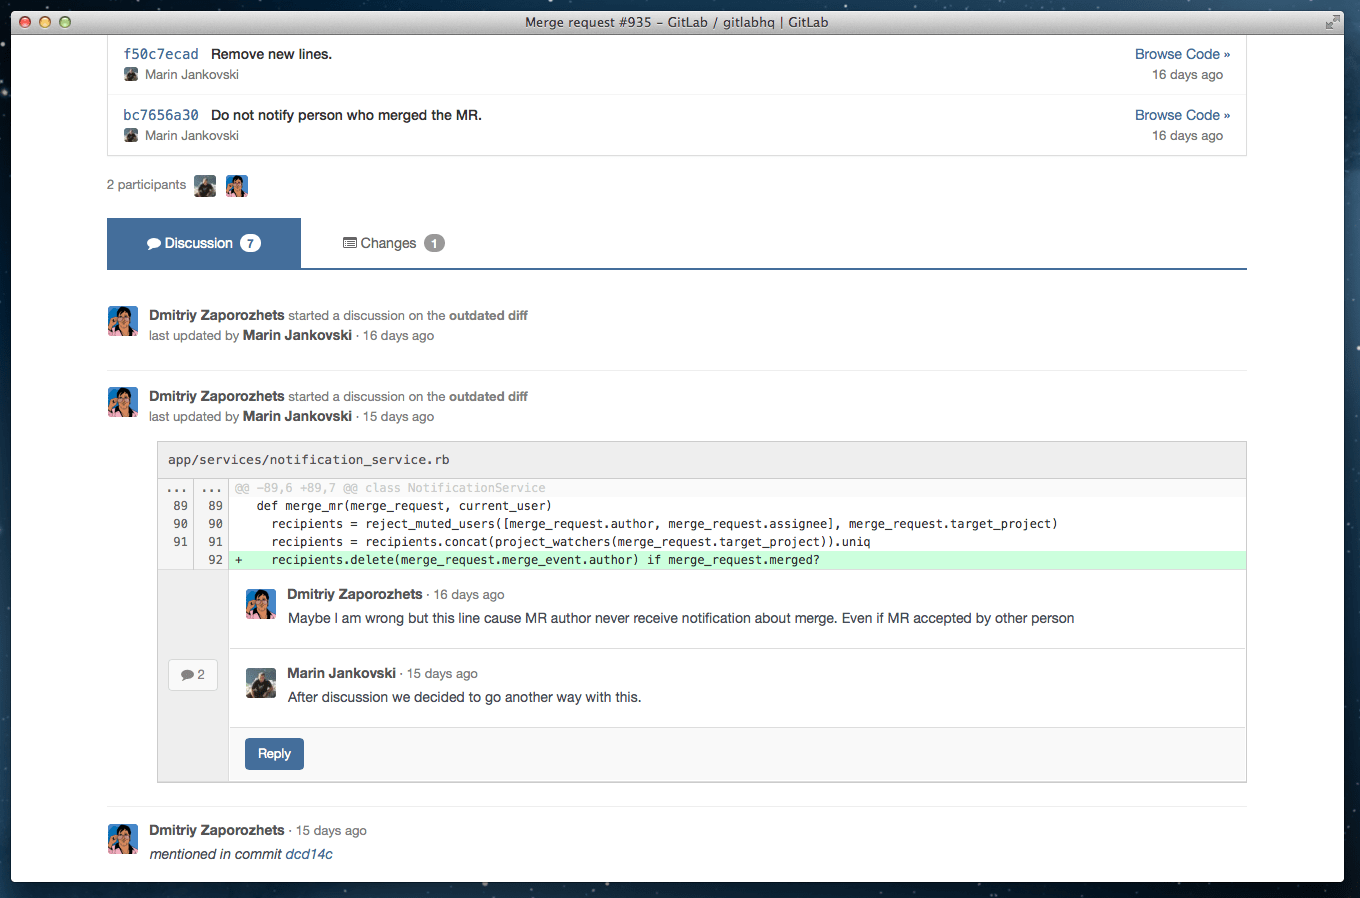 Merge request #935 – GitLab / gitlabhq | GitLab
f50c7ecad Remove new lines. Browse Code »
Marin Jankovski 16 days ago
bc7656a30 Do not notify person who merged the MR. Browse Code »
Marin Jankovski 16 days ago
2 participants
Discussion 7 Changes 1
Dmitriy Zaporozhets started a discussion on the outdated diff
last updated by Marin Jankovski · 16 days ago
Dmitriy Zaporozhets started a discussion on the outdated diff
last updated by Marin Jankovski · 15 days ago
app/services/notification_service.rb
... ... @@ -89,6 +89,7 @@ class NotificationService
89 89 def merge_mr(merge_request, current_user)
90 90 recipients = reject_muted_users([merge_request.author, merge_request.assignee], merge_request.target_project)
91 91 recipients = recipients.concat(project_watchers(merge_request.target_project)).uniq
92 + recipients.delete(merge_request.merge_event.author) if merge_request.merged?
Dmitriy Zaporozhets · 16 days ago
Maybe I am wrong but this line cause MR author never receive notification about merge. Even if MR accepted by other person
2
Marin Jankovski · 15 days ago
After discussion we decided to go another way with this.
Reply
Dmitriy Zaporozhets · 15 days ago
mentioned in commit dcd14c